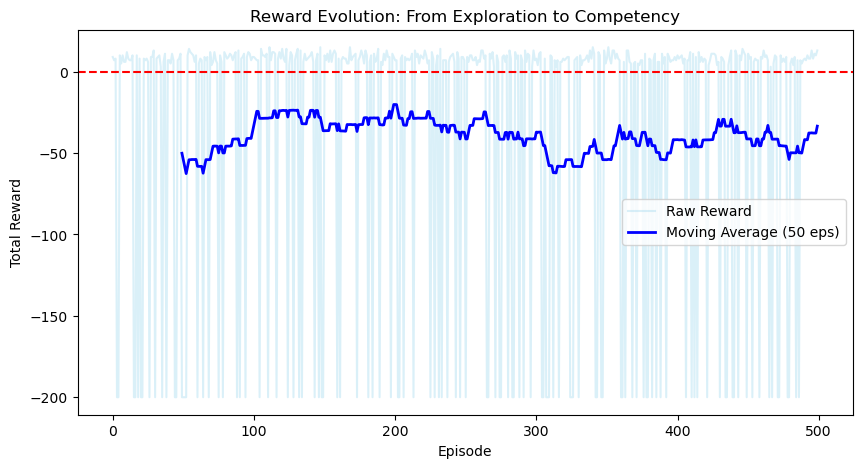 Reward Evolution: From Exploration to Competency
0
−50
−100
−150
−200
Total Reward
Raw Reward
Moving Average (50 eps)
0 100 200 300 400 500
Episode